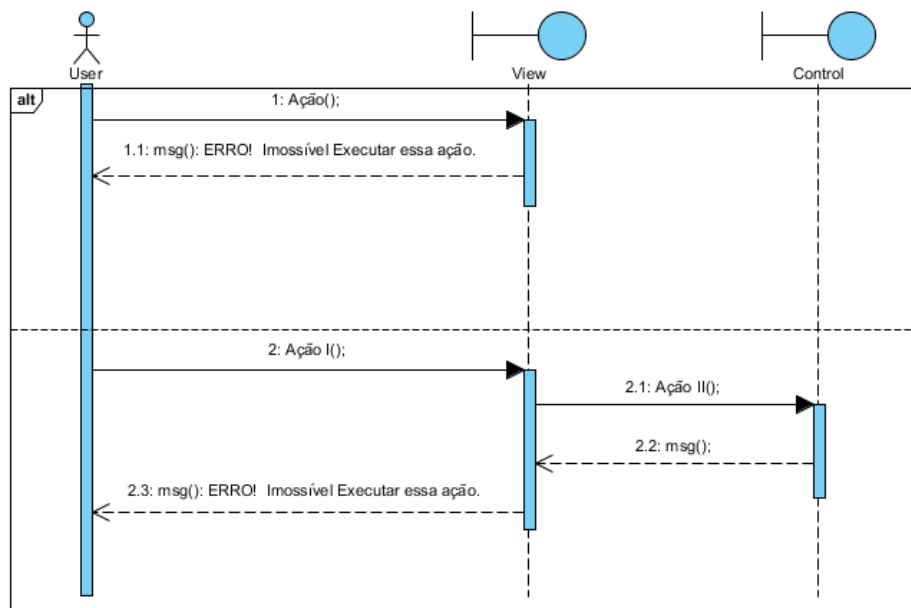 User
View
Control
alt
1: Ação();
1.1: msg(): ERRO!  Imossível Executar essa ação.
2: Ação I();
2.1: Ação II();
2.2: msg();
2.3: msg(): ERRO!  Imossível Executar essa ação.